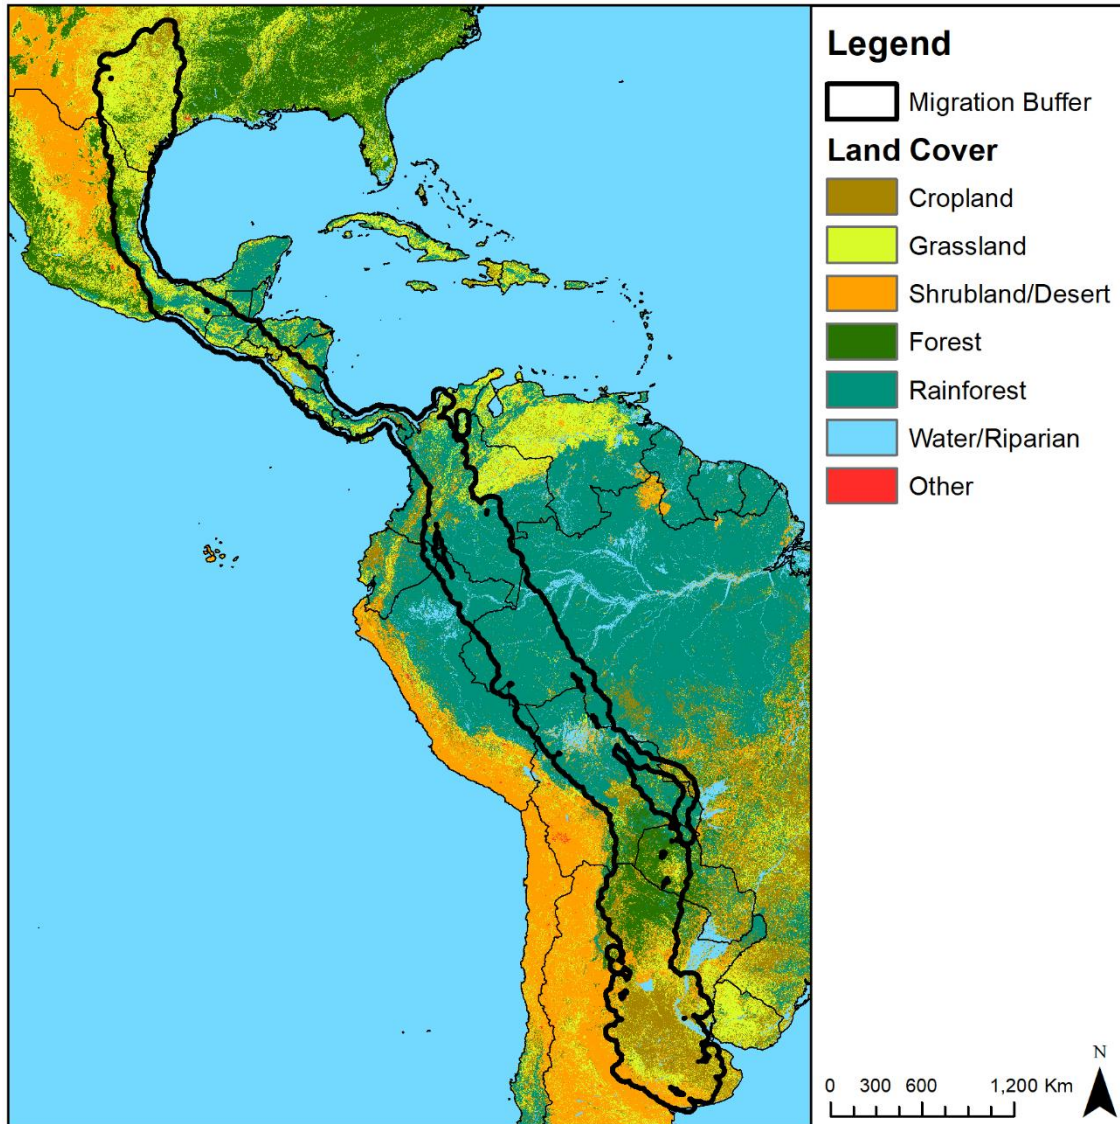 Legend
Migration Buffer
Land Cover
Cropland
Grassland
Shrubland/Desert
Forest
Rainforest
Water/Riparian
Other
N
0 300 600 1,200 Km